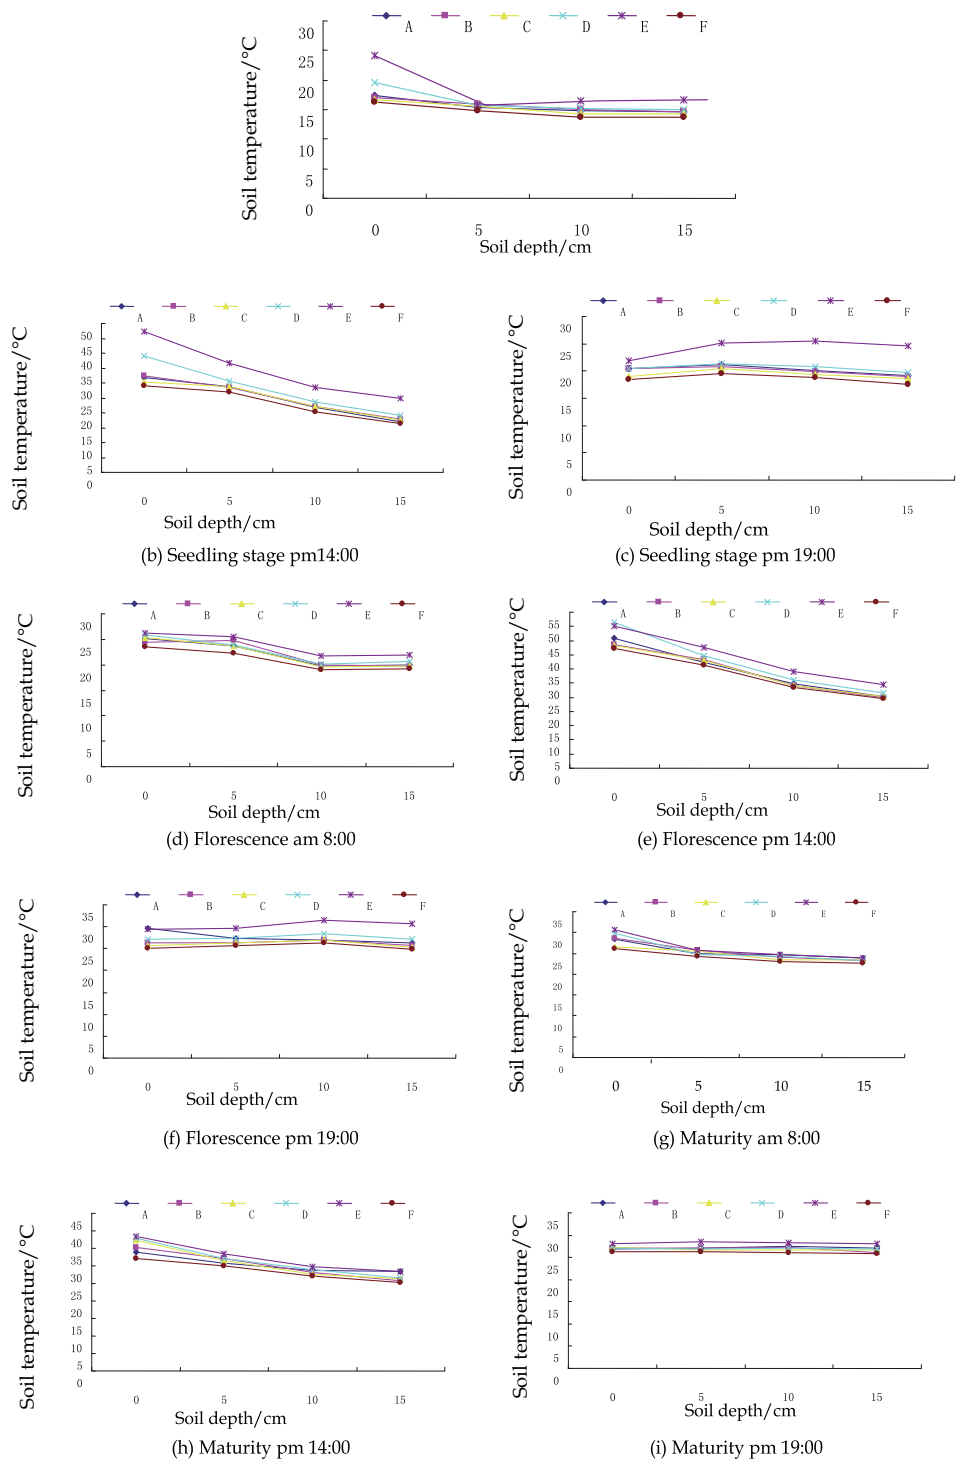 A B C D E F
Soil temperature/°C
30
25
20
15
10
5
0
0 5 10 15
Soil depth/cm
A B C D E F
Soil temperature/°C
50
45
40
35
30
25
20
15
10
5
0
0 5 10 15
Soil depth/cm
(b) Seedling stage pm14:00
A B C D E F
Soil temperature/°C
30
25
20
15
10
5
0
0 5 10 15
Soil depth/cm
(c) Seedling stage pm 19:00
A B C D E F
Soil temperature/°C
30
25
20
15
10
5
0
0 5 10 15
Soil depth/cm
(d) Florescence am 8:00
A B C D E F
Soil temperature/°C
55
50
45
40
35
30
25
20
15
10
5
0
0 5 10 15
Soil depth/cm
(e) Florescence pm 14:00
A B C D E F
Soil temperature/°C
35
30
25
20
15
10
5
0
0 5 10 15
Soil depth/cm
(f) Florescence pm 19:00
A B C D E F
Soil temperature/°C
35
30
25
20
15
10
5
0
0 5 10 15
Soil depth/cm
(g) Maturity am 8:00
A B C D E F
Soil temperature/°C
45
40
35
30
25
20
15
10
5
0
0 5 10 15
Soil depth/cm
(h) Maturity pm 14:00
A B C D E F
Soil temperature/°C
35
30
25
20
15
10
5
0
0 5 10 15
Soil depth/cm
(i) Maturity pm 19:00